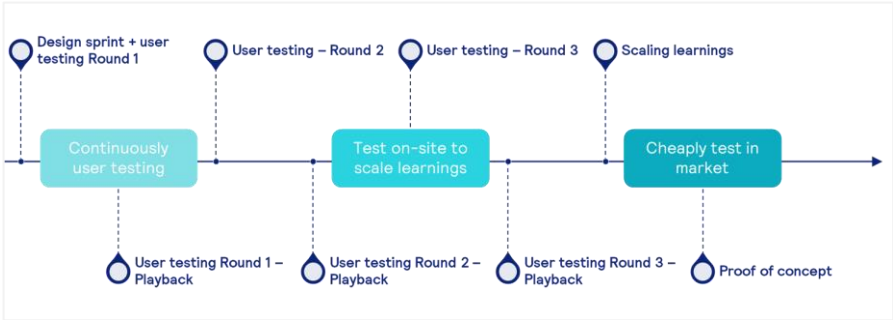 Design sprint + user
testing Round 1
User testing – Round 2
User testing – Round 3
Scaling learnings
Continuously
user testing
Test on-site to
scale learnings
Cheaply test in
market
User testing Round 1 –
Playback
User testing Round 2 –
Playback
User testing Round 3 –
Playback
Proof of concept